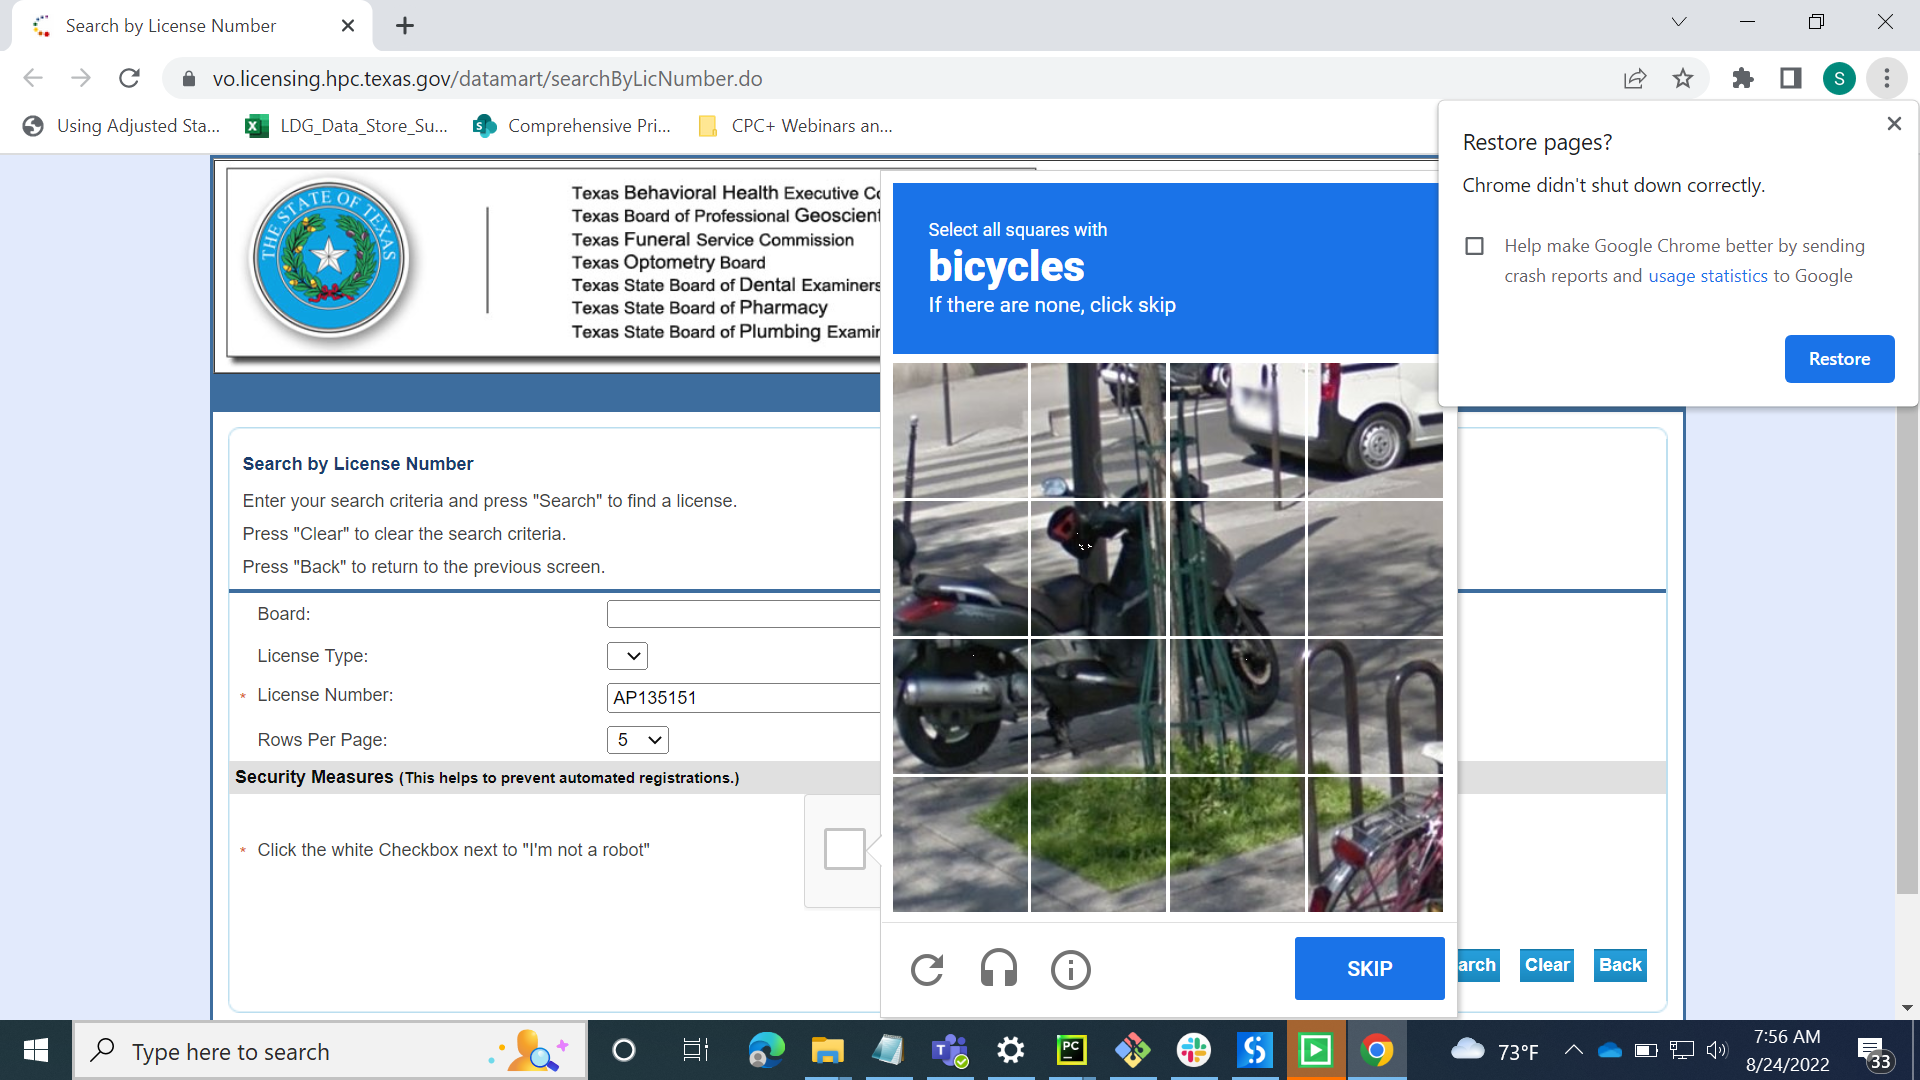 Search by License Number
vo.licensing.hpc.texas.gov/datamart/searchByLicNumber.do
S
Using Adjusted Sta...
LDG_Data_Store_Su...
Comprehensive Pri...
CPC+ Webinars an...
Restore pages?
Chrome didn't shut down correctly.
Help make Google Chrome better by sending
crash reports and usage statistics to Google
Restore
THE STATE OF TEXAS
Texas Behavioral Health Executive Co
Texas Board of Professional Geoscient
Texas Funeral Service Commission
Texas Optometry Board
Texas State Board of Dental Examiners
Texas State Board of Pharmacy
Texas State Board of Plumbing Examin
Select all squares with
bicycles
If there are none, click skip
Search by License Number
Enter your search criteria and press "Search" to find a license.
Press "Clear" to clear the search criteria.
Press "Back" to return to the previous screen.
Board:
License Type:
* License Number:
AP135151
Rows Per Page:
5
Security Measures (This helps to prevent automated registrations.)
* Click the white Checkbox next to "I'm not a robot"
SKIP
arch
Clear
Back
Type here to search
PC
73°F
7:56 AM
8/24/2022
33